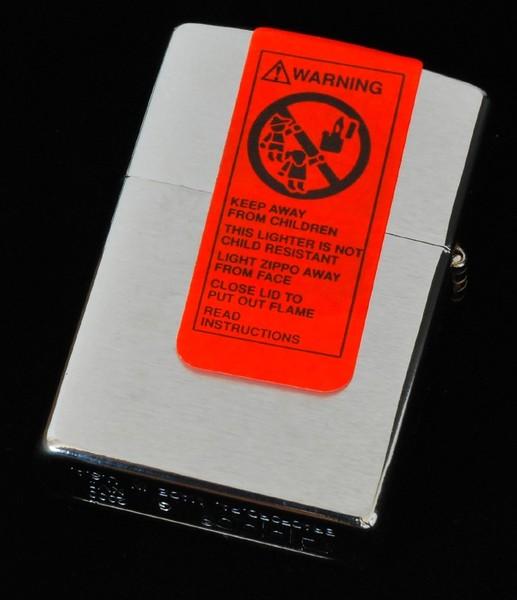 WARNING
KEEP AWAY
FROM CHILDREN
THIS LIGHTER IS NOT
CHILD RESISTANT
LIGHT ZIPPO AWAY
FROM FACE
CLOSE LID TO
PUT OUT FLAME
READ
INSTRUCTIONS